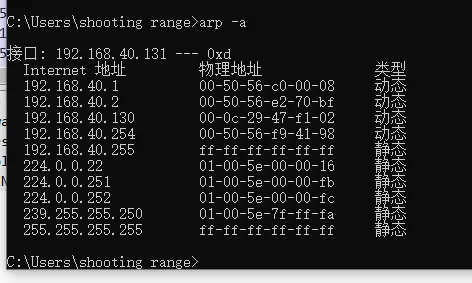 C:\Users\shooting range>arp -a
接口: 192.168.40.131 --- 0xd
Internet 地址 物理地址 类型
192.168.40.1 00-50-56-c0-00-08 动态
192.168.40.2 00-50-56-e2-70-bf 动态
192.168.40.130 00-0c-29-47-f1-02 动态
192.168.40.254 00-50-56-f9-41-98 动态
192.168.40.255 ff-ff-ff-ff-ff-ff 静态
224.0.0.22 01-00-5e-00-00-16 静态
224.0.0.251 01-00-5e-00-00-fb 静态
224.0.0.252 01-00-5e-00-00-fc 静态
239.255.255.250 01-00-5e-7f-ff-fa 静态
255.255.255.255 ff-ff-ff-ff-ff-ff 静态
C:\Users\shooting range>